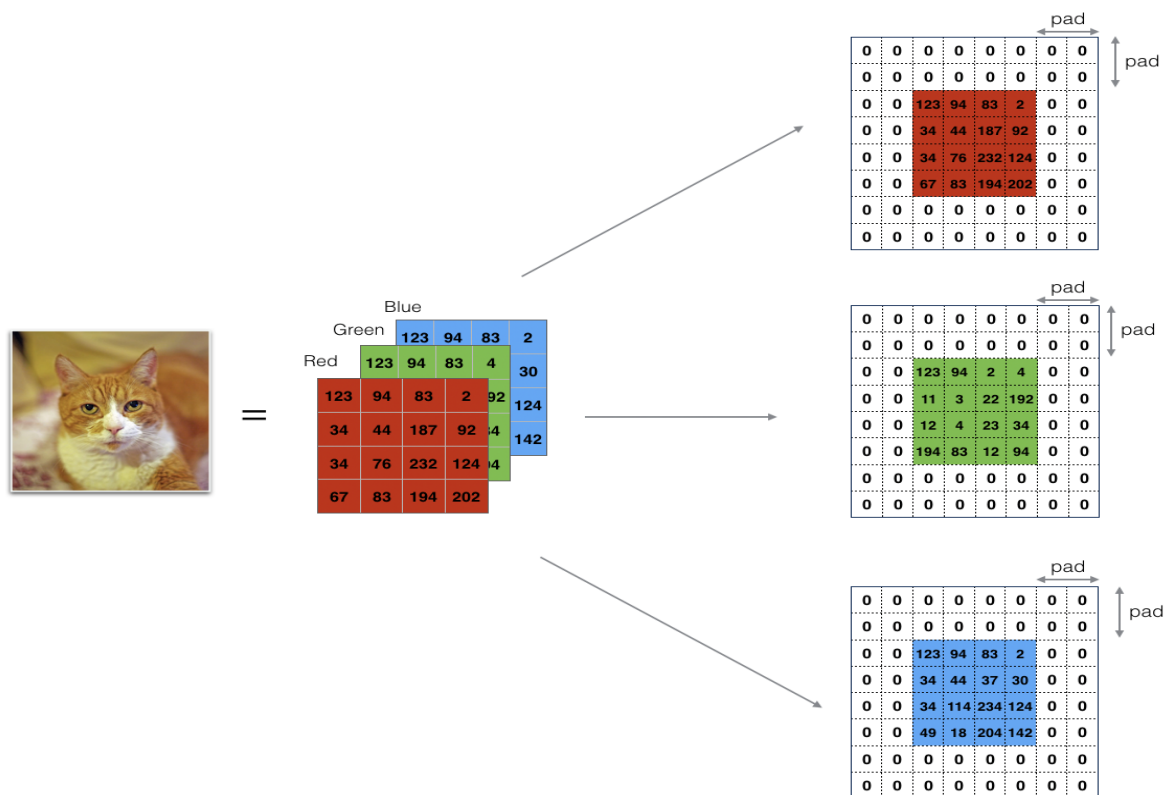 pad
0 0 0 0 0 0 0 0
pad
0 0 0 0 0 0 0 0
0 0 123 94 83 2 0 0
0 0 34 44 187 92 0 0
0 0 34 76 232 124 0 0
0 0 67 83 194 202 0 0
0 0 0 0 0 0 0 0
0 0 0 0 0 0 0 0
Blue
123 94 83 2
30
124
142
Green
123 94 83 4
92
94
Red
123 94 83 2
34 44 187 92
34 76 232 124
67 83 194 202
=
pad
0 0 0 0 0 0 0 0
pad
0 0 0 0 0 0 0 0
0 0 123 94 2 4 0 0
0 0 11 3 22 192 0 0
0 0 12 4 23 34 0 0
0 0 194 83 12 94 0 0
0 0 0 0 0 0 0 0
0 0 0 0 0 0 0 0
pad
0 0 0 0 0 0 0 0
pad
0 0 0 0 0 0 0 0
0 0 123 94 83 2 0 0
0 0 34 44 37 30 0 0
0 0 34 114 234 124 0 0
0 0 49 18 204 142 0 0
0 0 0 0 0 0 0 0
0 0 0 0 0 0 0 0